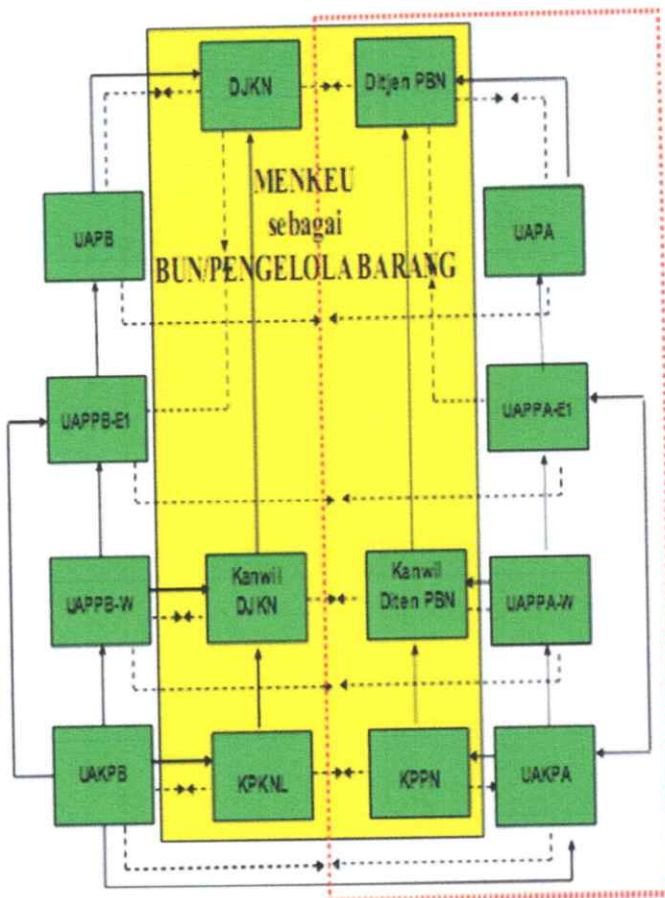 DJKN
Ditjen PBN
MENKEU
sebagai
BUN/PENGELOLA BARANG
UAPB
UAPA
UAPPB-E1
UAPPA-E1
UAPPB-W
Kanwil
DJKN
Kanwil
Diten PBN
UAPPA-W
UAKPB
KPKNL
KPPN
UAKPA